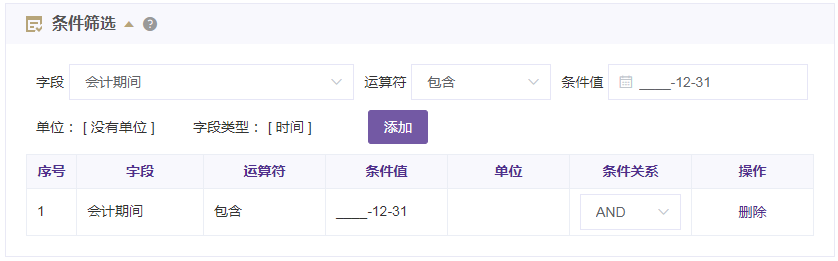 条件筛选
字段 会计期间 运算符 包含 条件值 ____-12-31
单位： [ 没有单位 ] 字段类型： [ 时间 ] 添加
序号 字段 运算符 条件值 单位 条件关系 操作
1 会计期间 包含 ____-12-31 AND 删除